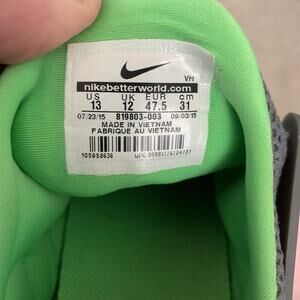 VH
nikebetterworld.com
US UK EUR cm
13 12 47.5 31
07/23/15 819803-003 09/03/15
MADE IN VIETNAM
FABRIQUE AU VIETNAM
105958636